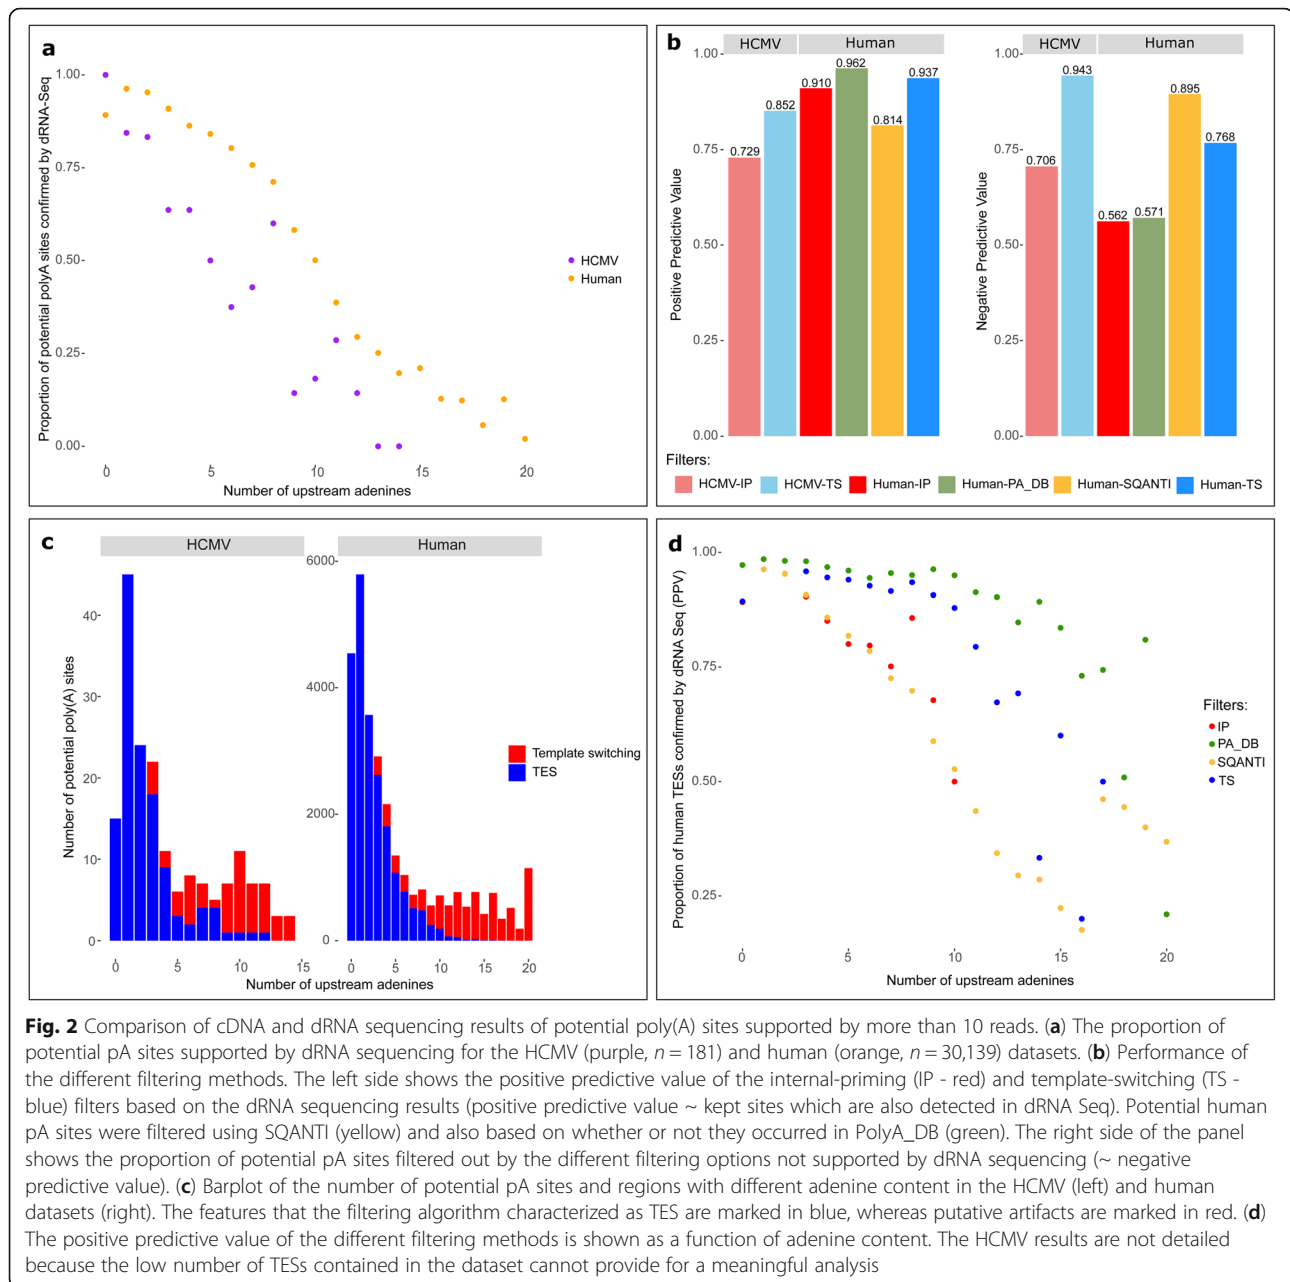 a
Proportion of potential polyA sites confirmed by dRNA-Seq
1.00-
0.75-
0.50-
0.25-
0.00-
0
5
10
15
20
Number of upstream adenines
HCMV
Human
b
HCMV
Human
Positive Predictive Value
1.00-
0.75-
0.50-
0.25-
0.00-
0.729
0.852
0.910
0.962
0.814
0.937
HCMV
Human
Negative Predictive Value
1.00-
0.75-
0.50-
0.25-
0.00-
0.706
0.943
0.562
0.571
0.895
0.768
Filters:
HCMV-IP
HCMV-TS
Human-IP
Human-PA_DB
Human-SQANTI
Human-TS
c
HCMV
Human
Number of potential poly(A) sites
40-
30-
20-
10-
0-
0
5
10
15
6000-
4000-
2000-
0-
0
5
10
15
20
Number of upstream adenines
Template switching
TES
d
Proportion of human TESs confirmed by dRNA Seq (PPV)
1.00-
0.75-
0.50-
0.25-
0
5
10
15
20
Number of upstream adenines
Filters:
IP
PA_DB
SQANTI
TS
Fig. 2 Comparison of cDNA and dRNA sequencing results of potential poly(A) sites supported by more than 10 reads. (a) The proportion of
potential pA sites supported by dRNA sequencing for the HCMV (purple, n = 181) and human (orange, n = 30,139) datasets. (b) Performance of
the different filtering methods. The left side shows the positive predictive value of the internal-priming (IP - red) and template-switching (TS -
blue) filters based on the dRNA sequencing results (positive predictive value ~ kept sites which are also detected in dRNA Seq). Potential human
pA sites were filtered using SQANTI (yellow) and also based on whether or not they occurred in PolyA_DB (green). The right side of the panel
shows the proportion of potential pA sites filtered out by the different filtering options not supported by dRNA sequencing (~ negative
predictive value). (c) Barplot of the number of potential pA sites and regions with different adenine content in the HCMV (left) and human
datasets (right). The features that the filtering algorithm characterized as TES are marked in blue, whereas putative artifacts are marked in red. (d)
The positive predictive value of the different filtering methods is shown as a function of adenine content. The HCMV results are not detailed
because the low number of TESs contained in the dataset cannot provide for a meaningful analysis